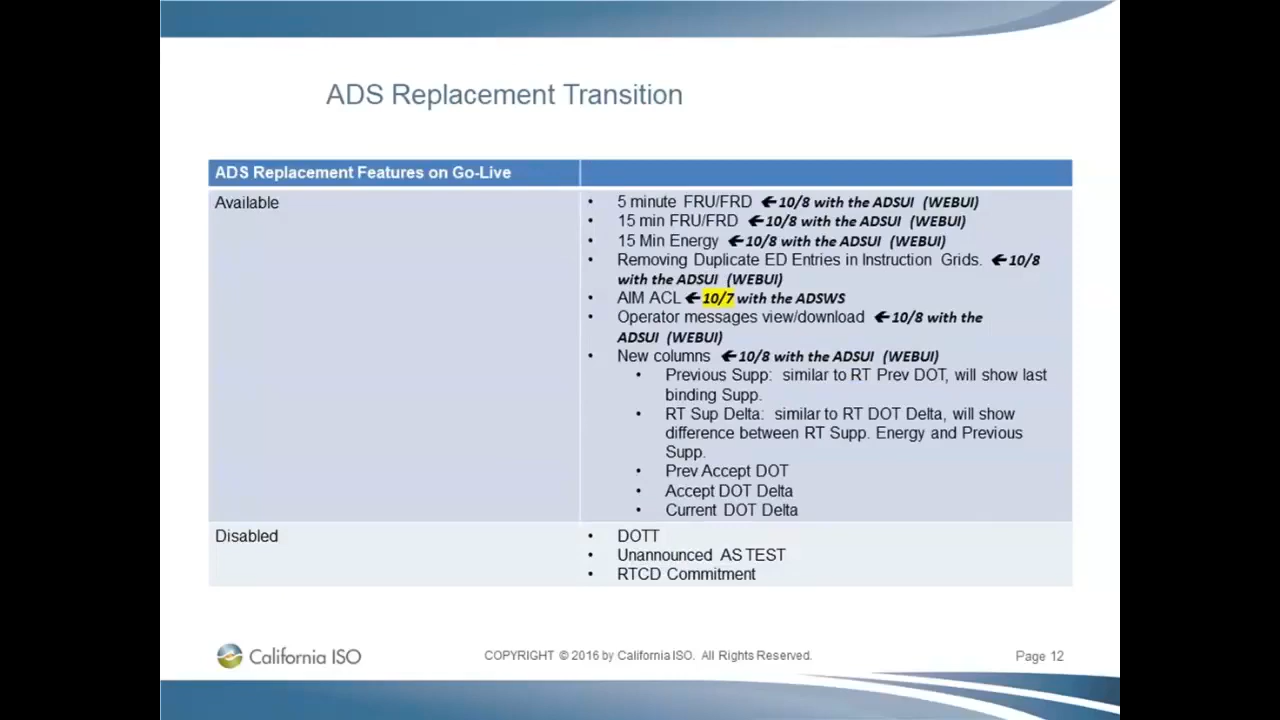 ADS Replacement Transition
ADS Replacement Features on Go-Live
Available
• 5 minute FRU/FRD 🡸10/8 with the ADSUI (WEBUI)
• 15 min FRU/FRD 🡸10/8 with the ADSUI (WEBUI)
• 15 Min Energy 🡸10/8 with the ADSUI (WEBUI)
• Removing Duplicate ED Entries in Instruction Grids. 🡸10/8
with the ADSUI (WEBUI)
• AIM ACL 🡸10/7 with the ADSWS
• Operator messages view/download 🡸10/8 with the
ADSUI (WEBUI)
• New columns 🡸10/8 with the ADSUI (WEBUI)
• Previous Supp: similar to RT Prev DOT, will show last
binding Supp.
• RT Sup Delta: similar to RT DOT Delta, will show
difference between RT Supp. Energy and Previous
Supp.
• Prev Accept DOT
• Accept DOT Delta
• Current DOT Delta
Disabled
• DOTT
• Unannounced AS TEST
• RTCD Commitment
California ISO
COPYRIGHT © 2016 by California ISO. All Rights Reserved.
Page 12